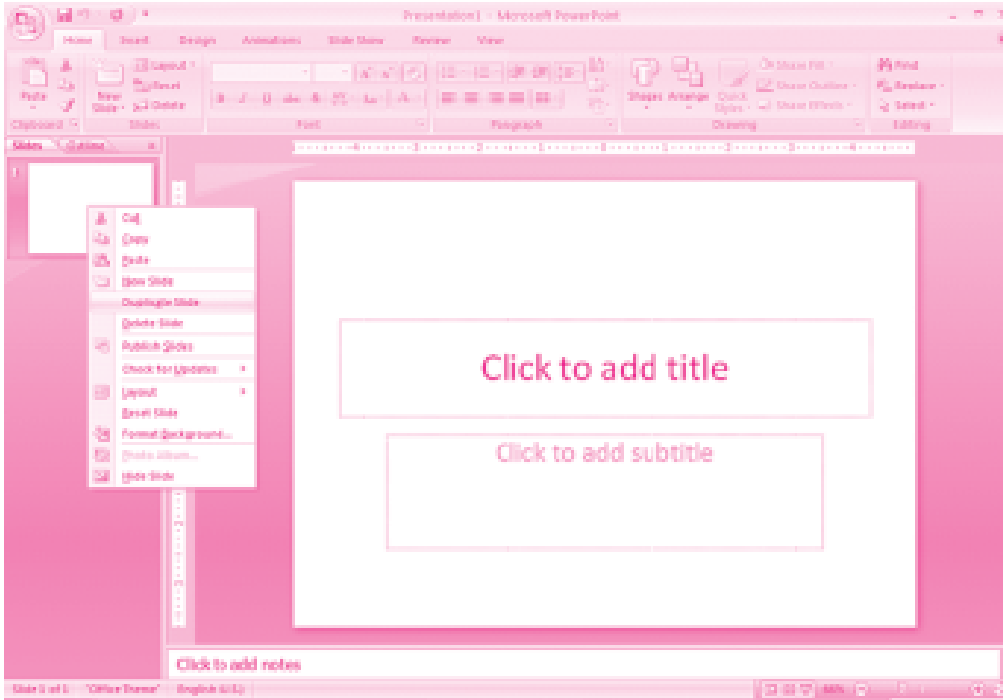 Presentation1 - Microsoft PowerPoint
Home Insert Design Animations Slide Show Review View
Paste
New Slide
Layout
Reset
Delete
Shapes Arrange Quick Styles
Shape Fill
Shape Outline
Shape Effects
Find
Replace
Select
Clipboard Slides Font Paragraph Drawing Editing
Slides Outline
1
Cut
Copy
Paste
New Slide
Duplicate Slide
Delete Slide
Publish Slides
Check for Updates
Layout
Reset Slide
Format Background...
Photo Album...
Hide Slide
Click to add title
Click to add subtitle
Click to add notes
Slide 1 of 1 "Office Theme" English (U.S.) 66%